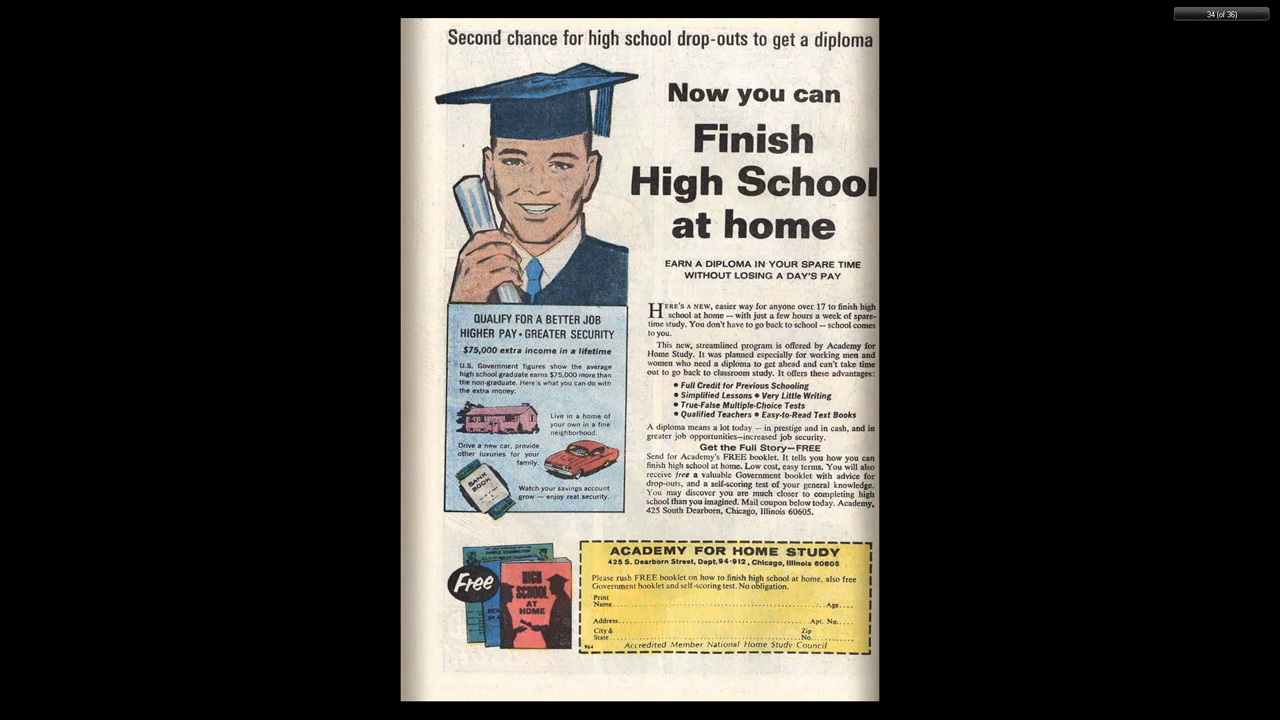 34 (of 36)
Second chance for high school drop-outs to get a diploma
Now you can
Finish
High School
at home
EARN A DIPLOMA IN YOUR SPARE TIME
WITHOUT LOSING A DAY'S PAY
HERE'S A NEW, easier way for anyone over 17 to finish high
school at home — with just a few hours a week of spare-
time study. You don't have to go back to school — school comes
to you.
This new, streamlined program is offered by Academy for
Home Study. It was planned especially for working men and
women who need a diploma to get ahead and can't take time
out to go back to classroom study. It offers these advantages:
• Full Credit for Previous Schooling
• Simplified Lessons • Very Little Writing
• True-False Multiple-Choice Tests
• Qualified Teachers • Easy-to-Read Text Books
A diploma means a lot today — in prestige and in cash, and in
greater job opportunities—increased job security.
Get the Full Story—FREE
Send for Academy's FREE booklet. It tells you how you can
finish high school at home. Low cost, easy terms. You will also
receive free a valuable Government booklet with advice for
drop-outs, and a self-scoring test of your general knowledge.
You may discover you are much closer to completing high
school than you imagined. Mail coupon below today. Academy,
425 South Dearborn, Chicago, Illinois 60605.
QUALIFY FOR A BETTER JOB
HIGHER PAY • GREATER SECURITY
$75,000 extra income in a lifetime
U.S. Government figures show the average
high school graduate earns $75,000 more than
the non-graduate. Here's what you can do with
the extra money.
Live in a home of
your own in a fine
neighborhood.
Drive a new car, provide
other luxuries for your
family.
BANK
BOOK
Watch your savings account
grow — enjoy real security.
Free
SAMPLE EXAMINATION
HIGH
SCHOOL
AT
HOME
ACADEMY FOR HOME STUDY
425 S. Dearborn Street, Dept. 94-912, Chicago, Illinois 60605
Please rush FREE booklet on how to finish high school at home, also free
Government booklet and self-scoring test. No obligation.
Print
Name.......... Age....
Address.......... Apt. No.....
City & Zip
State.......... No..........
Accredited Member National Home Study Council